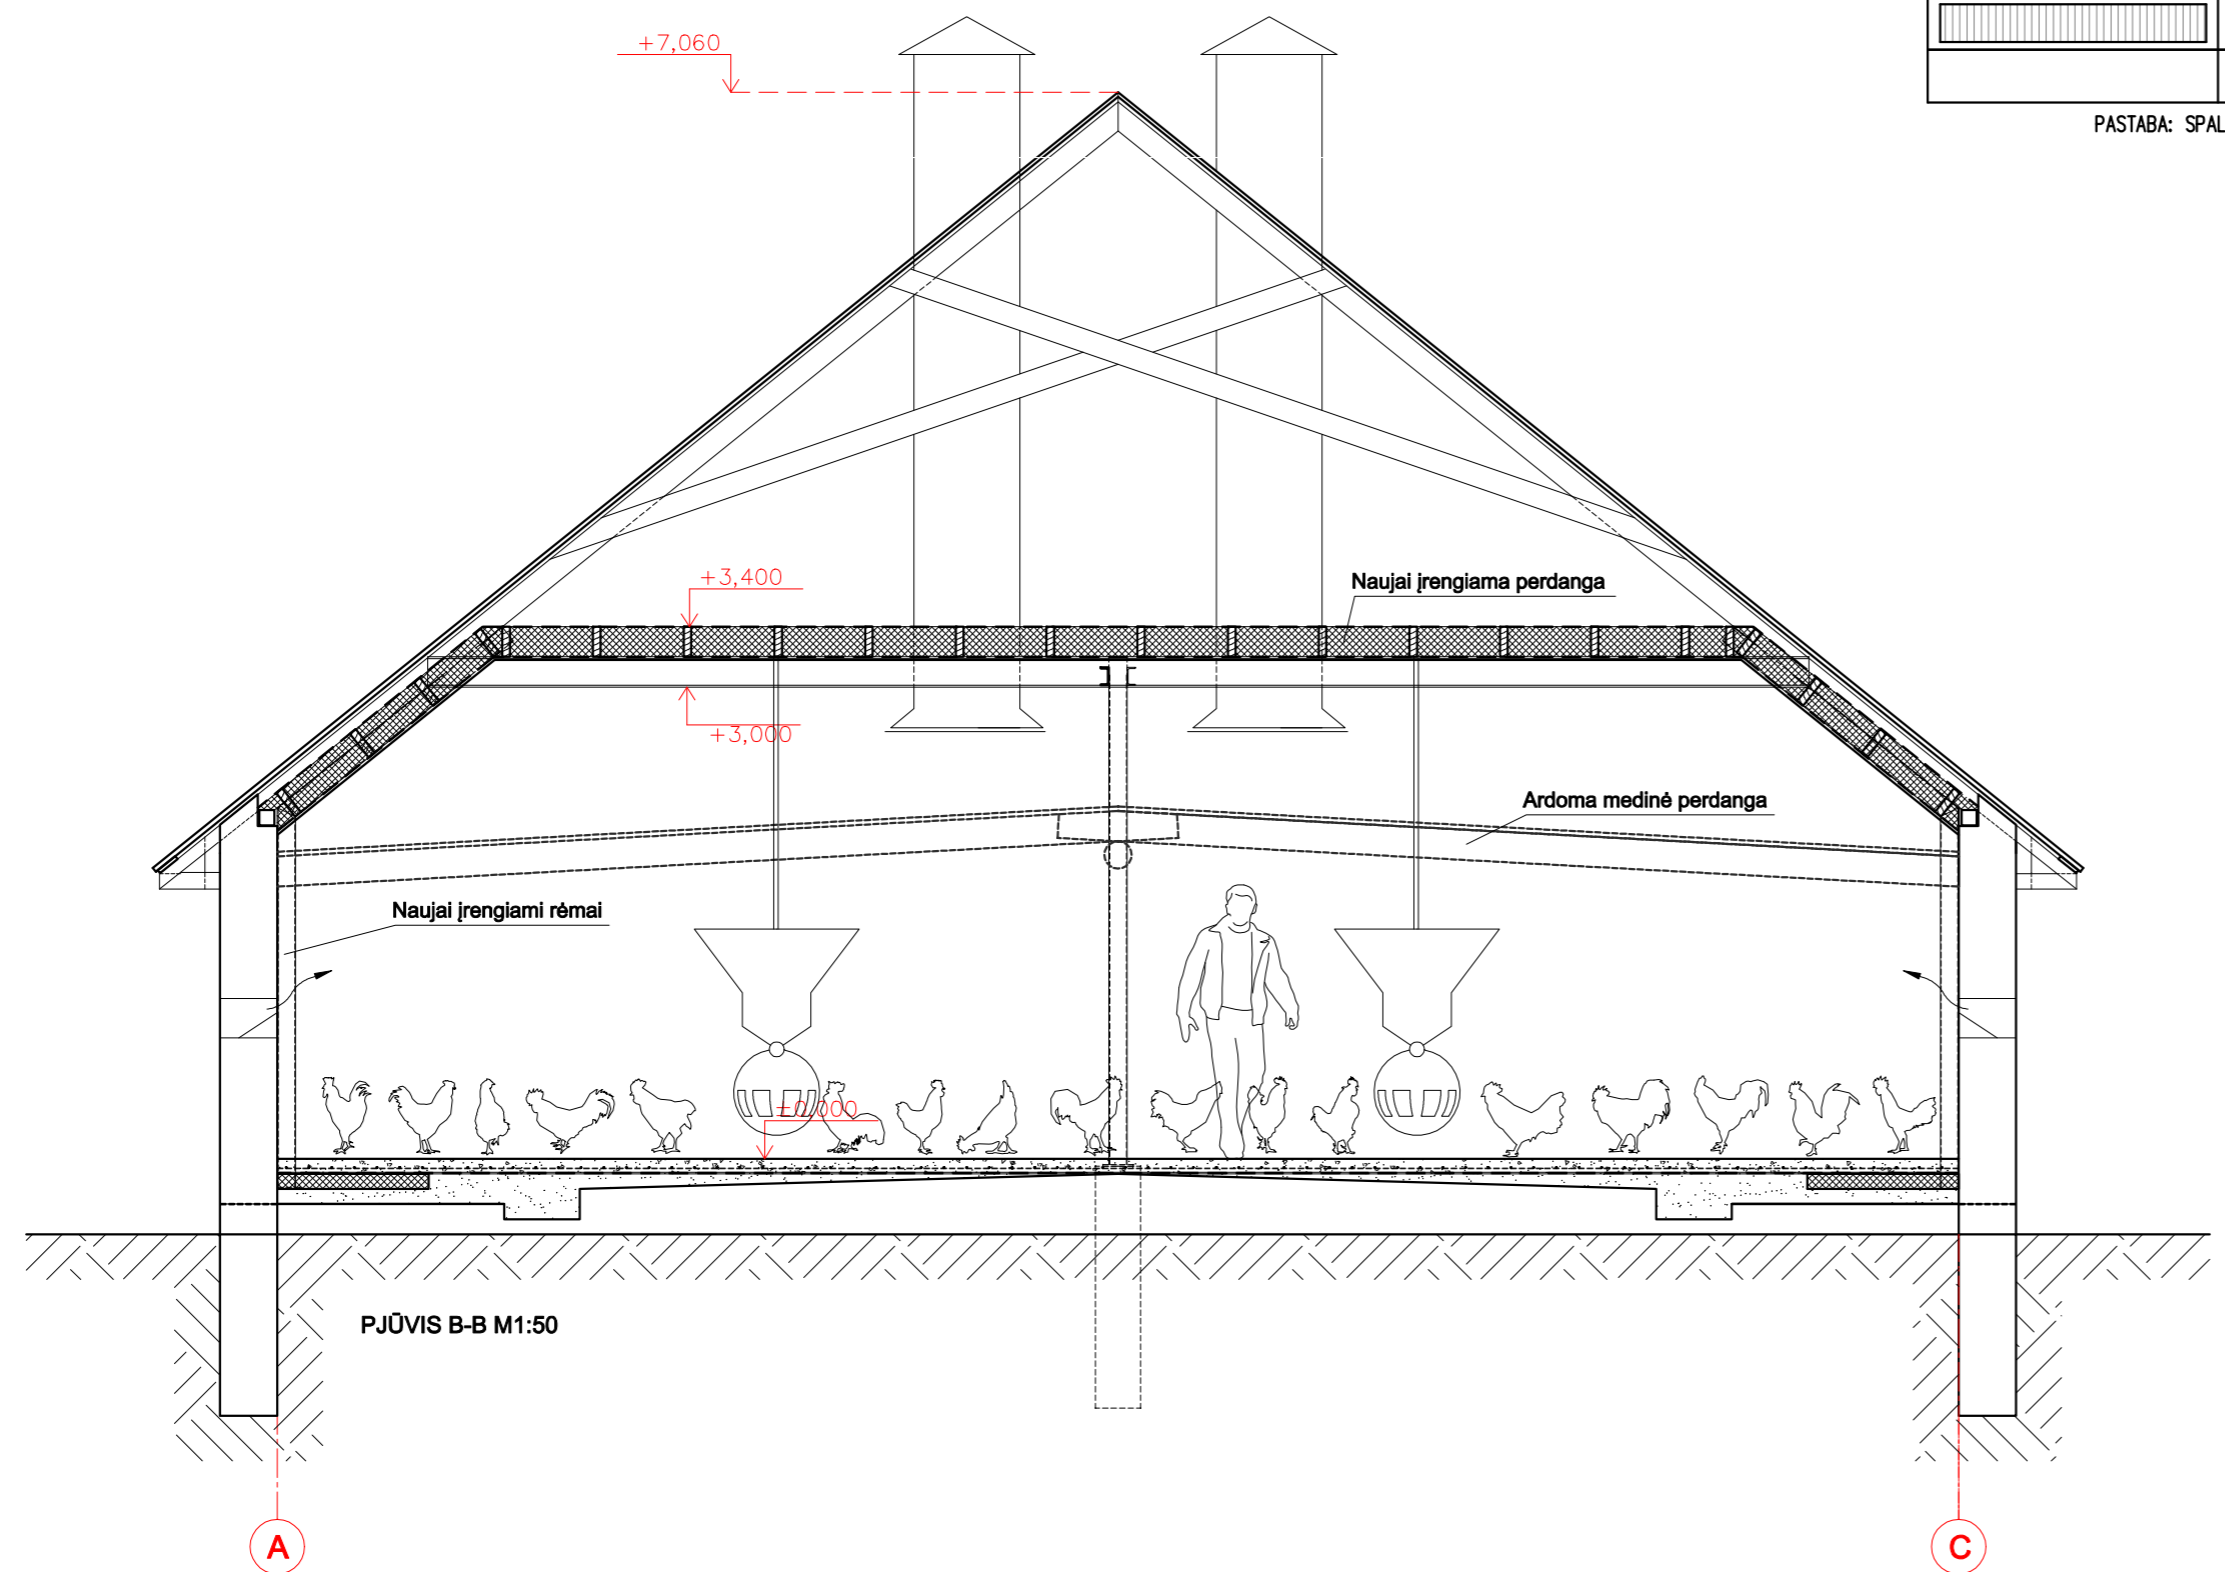 +7,060
PASTABA: SPAL
+3,400
Naujai įrengiama perdanga
+3,000
Ardoma medinė perdanga
Naujai įrengiami rėmai
+0,000
PJŪVIS B-B M1:50
A
C